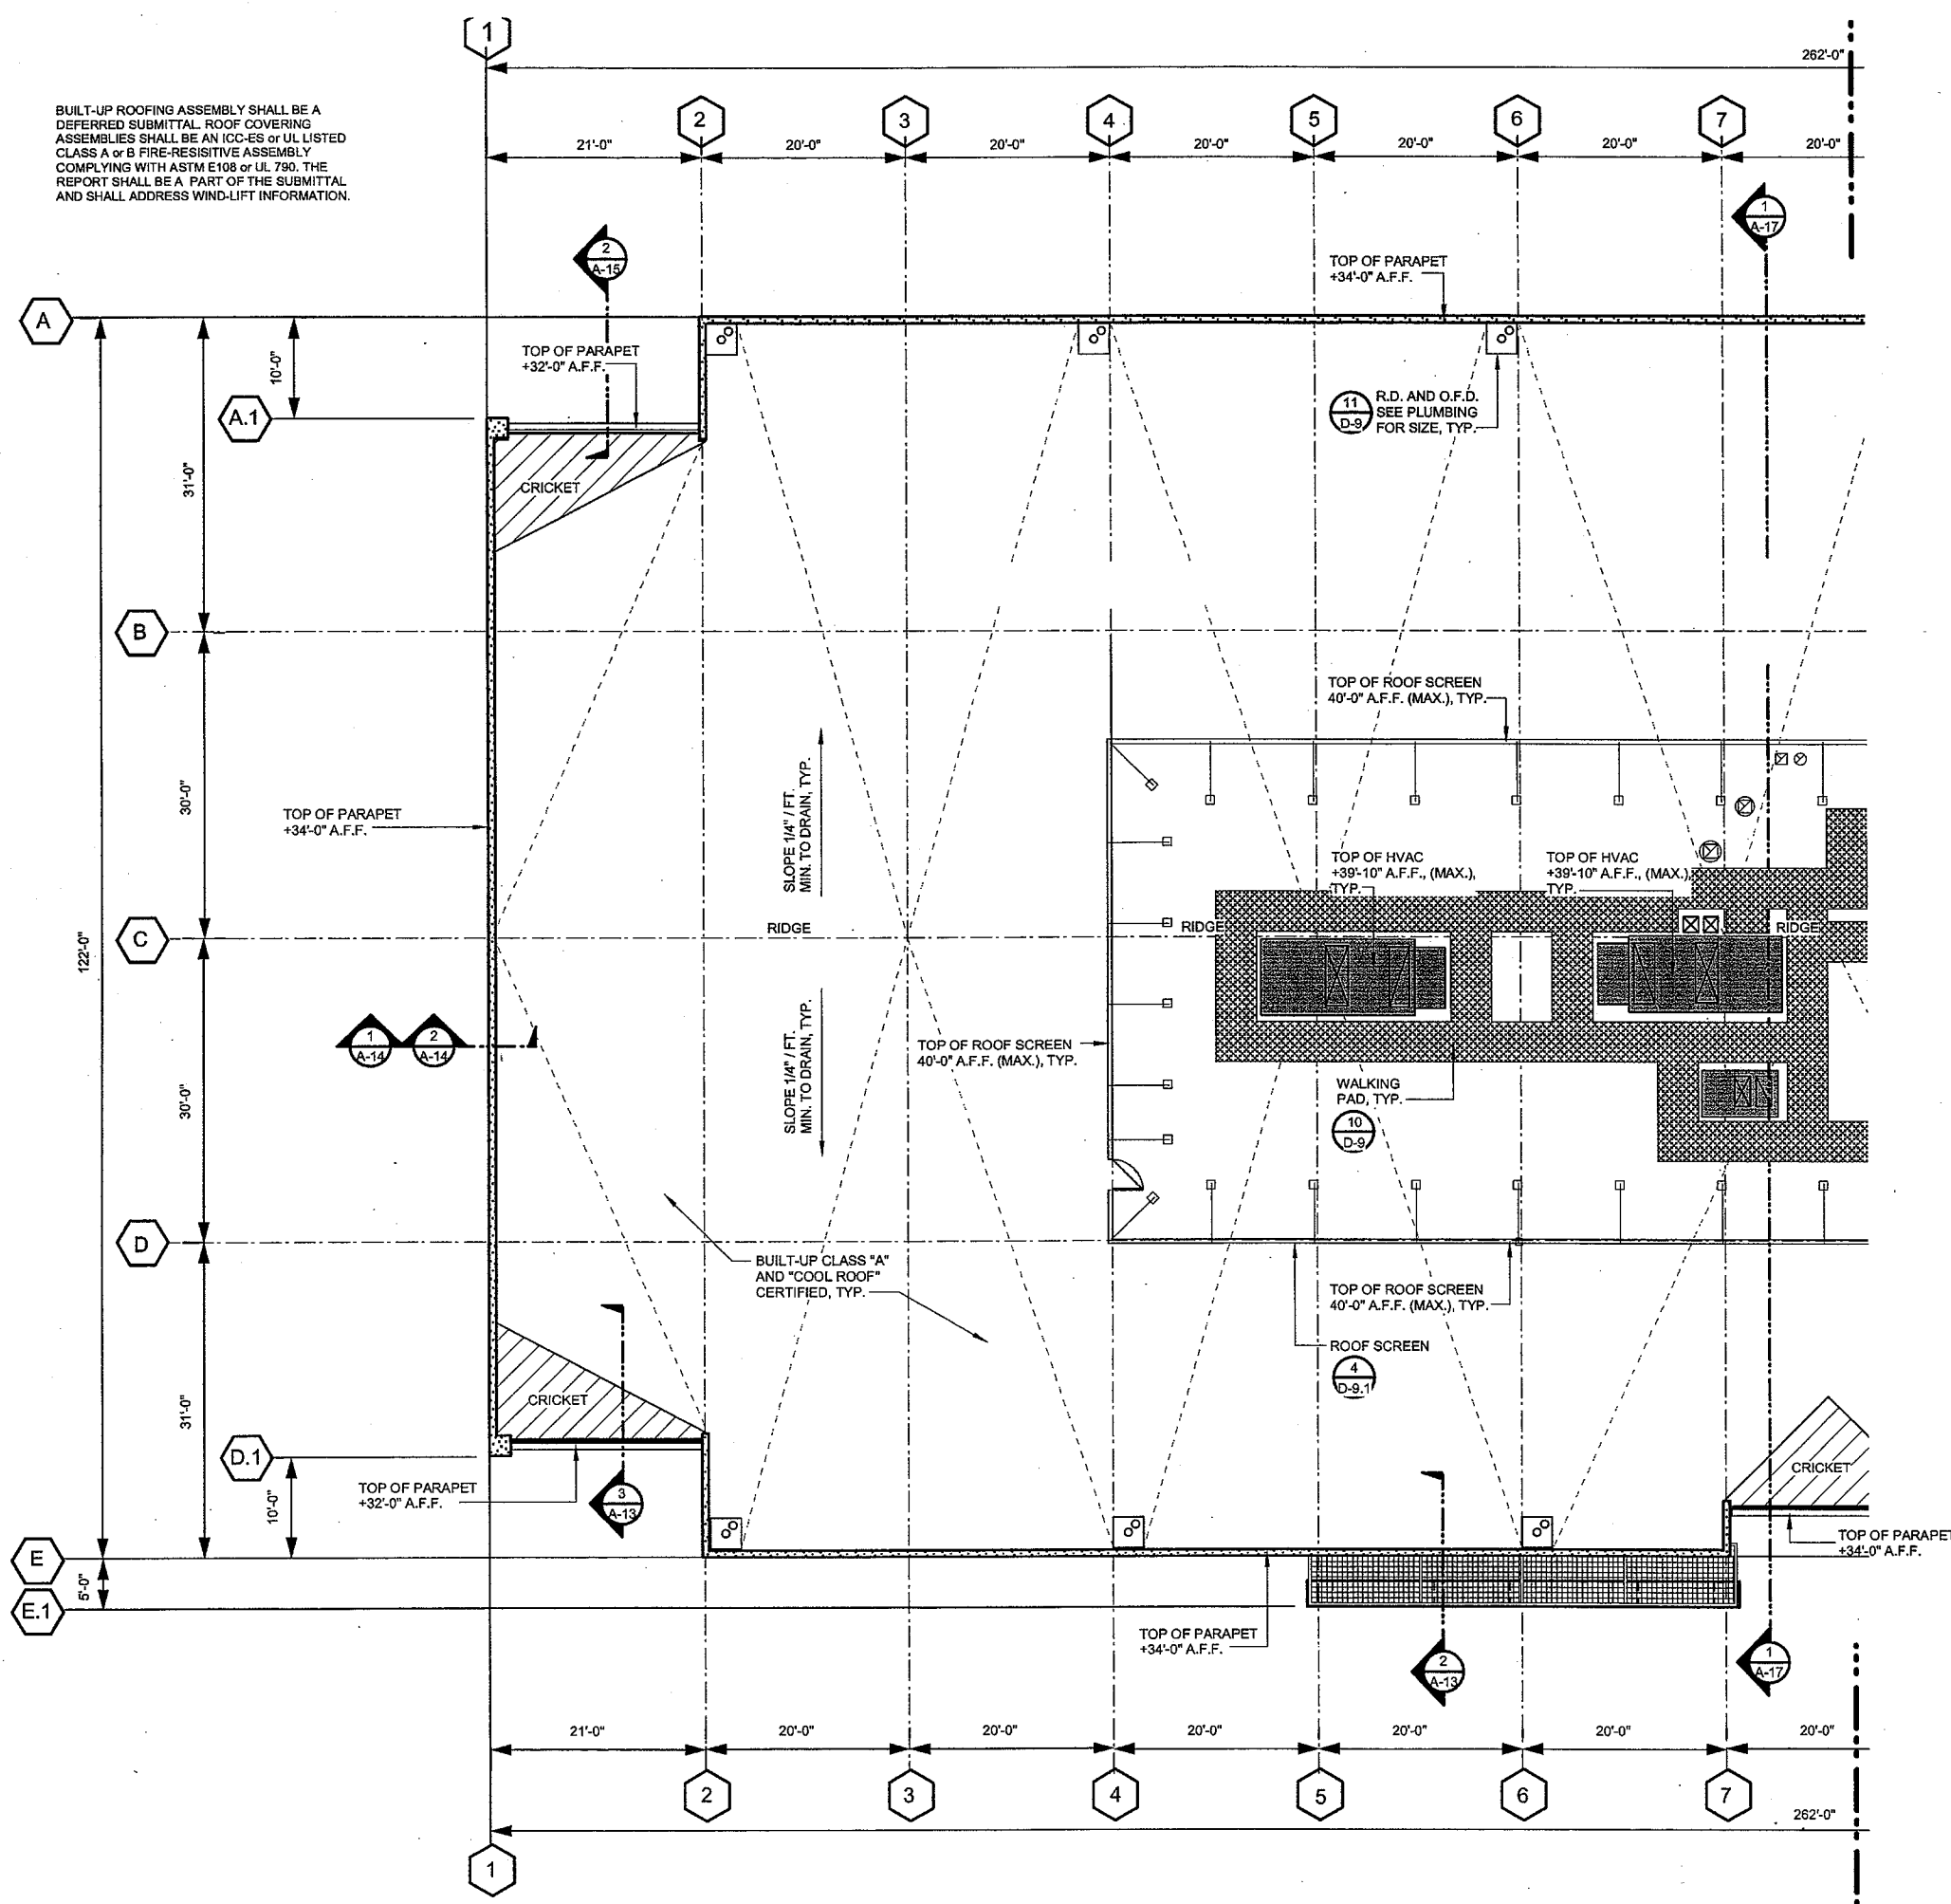 1
262'-0"
BUILT-UP ROOFING ASSEMBLY SHALL BE A
DEFERRED SUBMITTAL. ROOF COVERING
ASSEMBLIES SHALL BE AN ICC-ES or UL LISTED
CLASS A or B FIRE-RESISITIVE ASSEMBLY
COMPLYING WITH ASTM E108 or UL 790. THE
REPORT SHALL BE A PART OF THE SUBMITTAL
AND SHALL ADDRESS WIND-LIFT INFORMATION.
2
3
4
5
6
7
21'-0"
20'-0"
20'-0"
20'-0"
20'-0"
20'-0"
20'-0"
1
A-17
2
A-15
TOP OF PARAPET
+34'-0" A.F.F.
A
10'-0"
TOP OF PARAPET
+32'-0" A.F.F.
A.1
11
D-9
R.D. AND O.F.D.
SEE PLUMBING
FOR SIZE, TYP.
31'-0"
CRICKET
B
TOP OF ROOF SCREEN
40'-0" A.F.F. (MAX.), TYP.
30'-0"
SLOPE 1/4" / FT.
MIN. TO DRAIN, TYP.
TOP OF PARAPET
+34'-0" A.F.F.
TOP OF HVAC
+39'-10" A.F.F., (MAX.),
TYP.
TOP OF HVAC
+39'-10" A.F.F., (MAX.),
TYP.
C
122'-0"
RIDGE
RIDGE
RIDGE
1
A-14
2
A-14
SLOPE 1/4" / FT.
MIN. TO DRAIN, TYP.
TOP OF ROOF SCREEN
40'-0" A.F.F. (MAX.), TYP.
30'-0"
WALKING
PAD, TYP.
10
D-9
D
BUILT-UP CLASS "A"
AND "COOL ROOF"
CERTIFIED, TYP.
TOP OF ROOF SCREEN
40'-0" A.F.F. (MAX.), TYP.
ROOF SCREEN
4
D-9.1
31'-0"
CRICKET
D.1
CRICKET
TOP OF PARAPET
+32'-0" A.F.F.
10'-0"
3
A-13
TOP OF PARAPET
+34'-0" A.F.F.
E
5'-0"
E.1
TOP OF PARAPET
+34'-0" A.F.F.
2
A-13
1
A-17
21'-0"
20'-0"
20'-0"
20'-0"
20'-0"
20'-0"
20'-0"
2
3
4
5
6
7
262'-0"
1